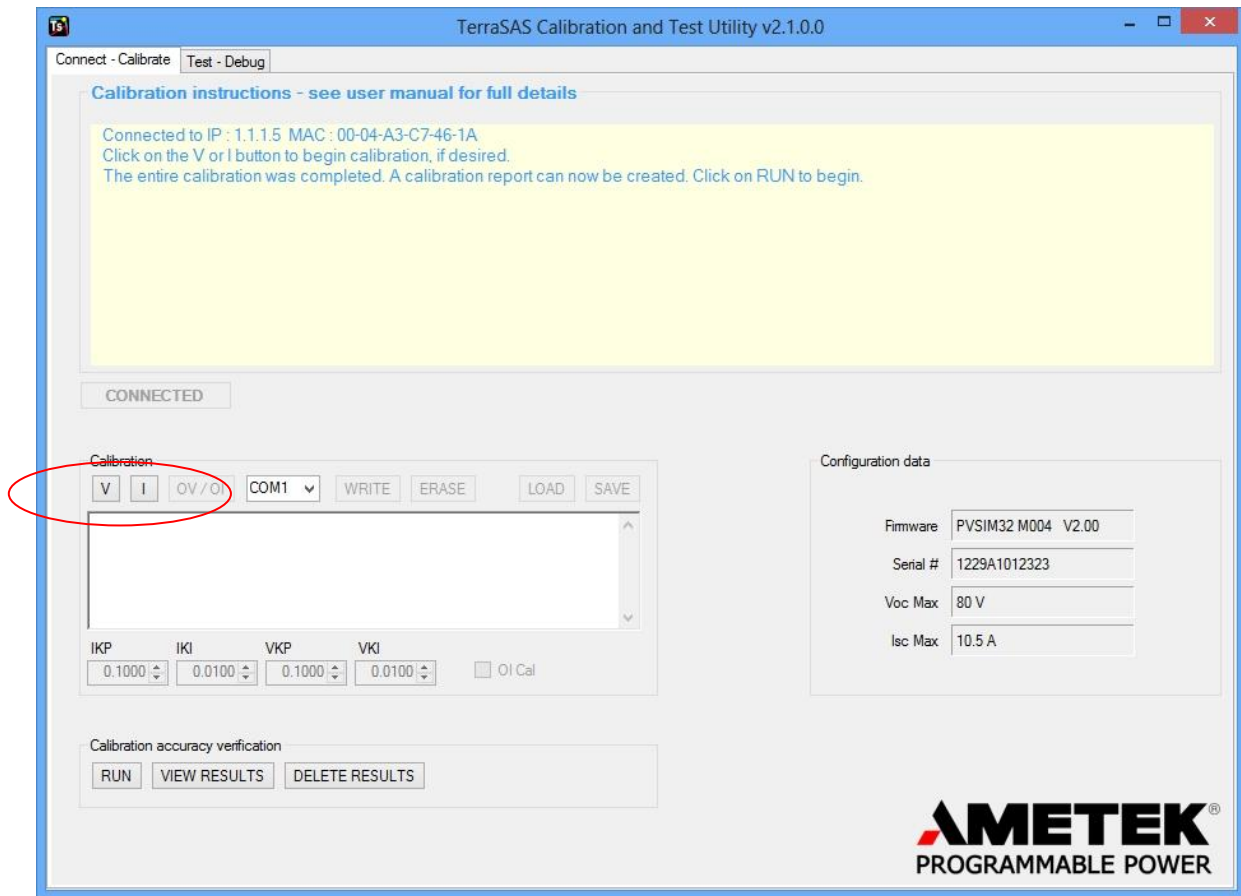 Ts
TerraSAS Calibration and Test Utility v2.1.0.0
Connect - Calibrate Test - Debug
Calibration instructions - see user manual for full details
Connected to IP : 1.1.1.5 MAC : 00-04-A3-C7-46-1A
Click on the V or I button to begin calibration, if desired.
The entire calibration was completed. A calibration report can now be created. Click on RUN to begin.
CONNECTED
Calibration
V I OV / OI COM1 WRITE ERASE LOAD SAVE
IKP IKI VKP VKI
0.1000 0.0100 0.1000 0.0100 OI Cal
Configuration data
Firmware PVSIM32 M004 V2.00
Serial # 1229A1012323
Voc Max 80 V
Isc Max 10.5 A
Calibration accuracy verification
RUN VIEW RESULTS DELETE RESULTS
AMETEK®
PROGRAMMABLE POWER